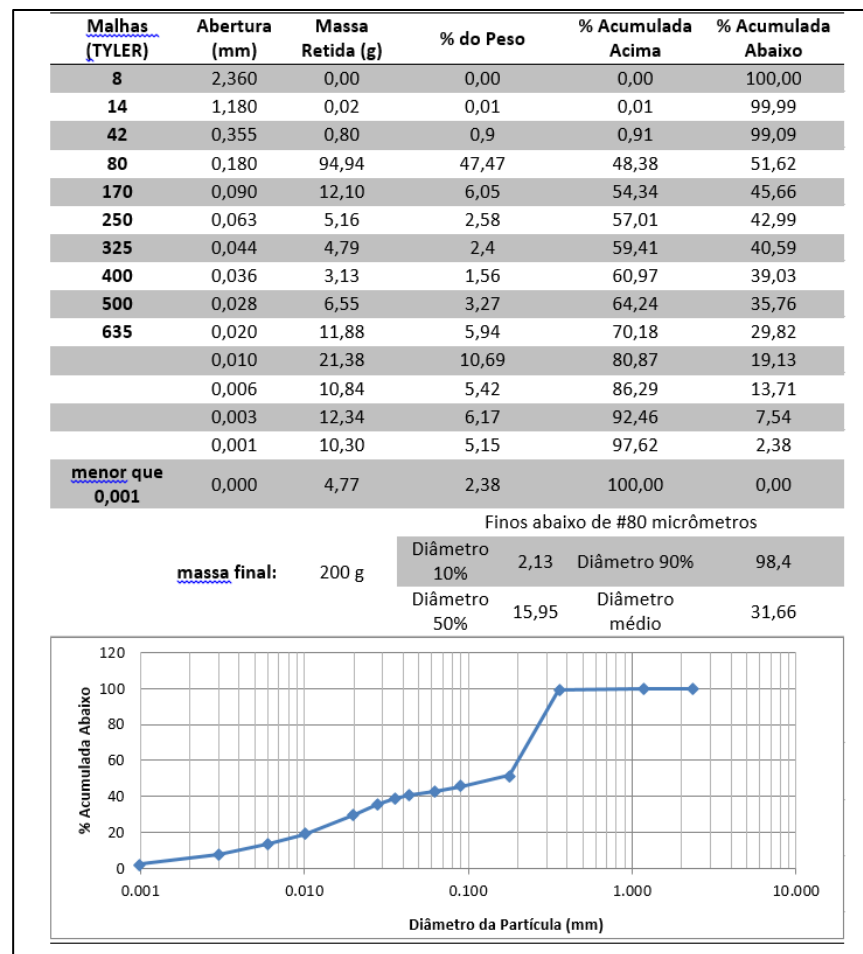 Malhas (TYLER) Abertura (mm) Massa Retida (g) % do Peso % Acumulada Acima % Acumulada Abaixo
8 2,360 0,00 0,00 0,00 100,00
14 1,180 0,02 0,01 0,01 99,99
42 0,355 0,80 0,9 0,91 99,09
80 0,180 94,94 47,47 48,38 51,62
170 0,090 12,10 6,05 54,34 45,66
250 0,063 5,16 2,58 57,01 42,99
325 0,044 4,79 2,4 59,41 40,59
400 0,036 3,13 1,56 60,97 39,03
500 0,028 6,55 3,27 64,24 35,76
635 0,020 11,88 5,94 70,18 29,82
0,010 21,38 10,69 80,87 19,13
0,006 10,84 5,42 86,29 13,71
0,003 12,34 6,17 92,46 7,54
0,001 10,30 5,15 97,62 2,38
menor que 0,001 0,000 4,77 2,38 100,00 0,00
Finos abaixo de #80 micrômetros
massa final: 200 g Diâmetro 10% 2,13 Diâmetro 90% 98,4
Diâmetro 50% 15,95 Diâmetro médio 31,66
% Acumulada Abaixo
120
100
80
60
40
20
0
0.001 0.010 0.100 1.000 10.000
Diâmetro da Partícula (mm)